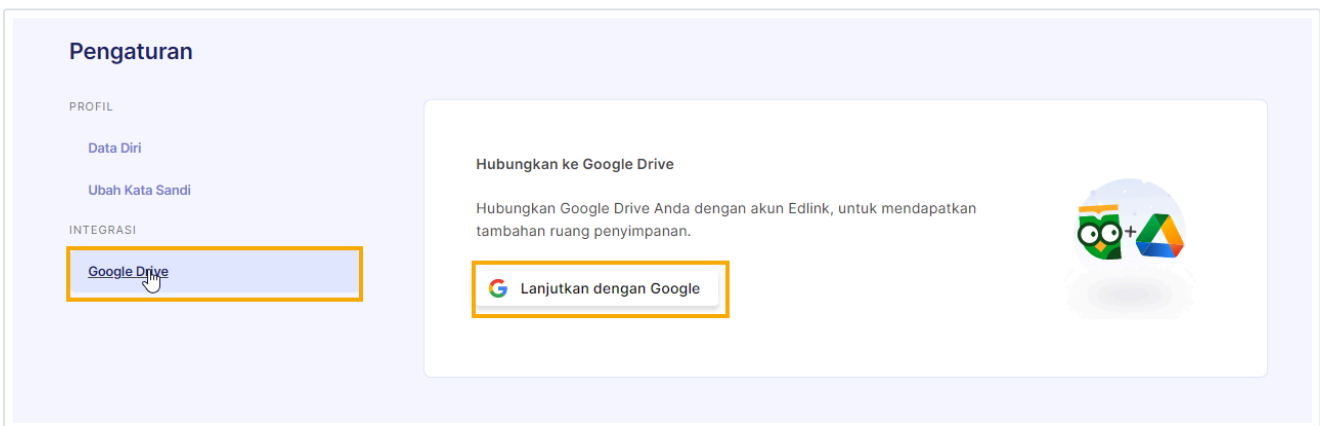 Pengaturan
PROFIL
Data Diri
Ubah Kata Sandi
INTEGRASI
Google Drive
Hubungkan ke Google Drive
Hubungkan Google Drive Anda dengan akun Edlink, untuk mendapatkan
tambahan ruang penyimpanan.
Lanjutkan dengan Google